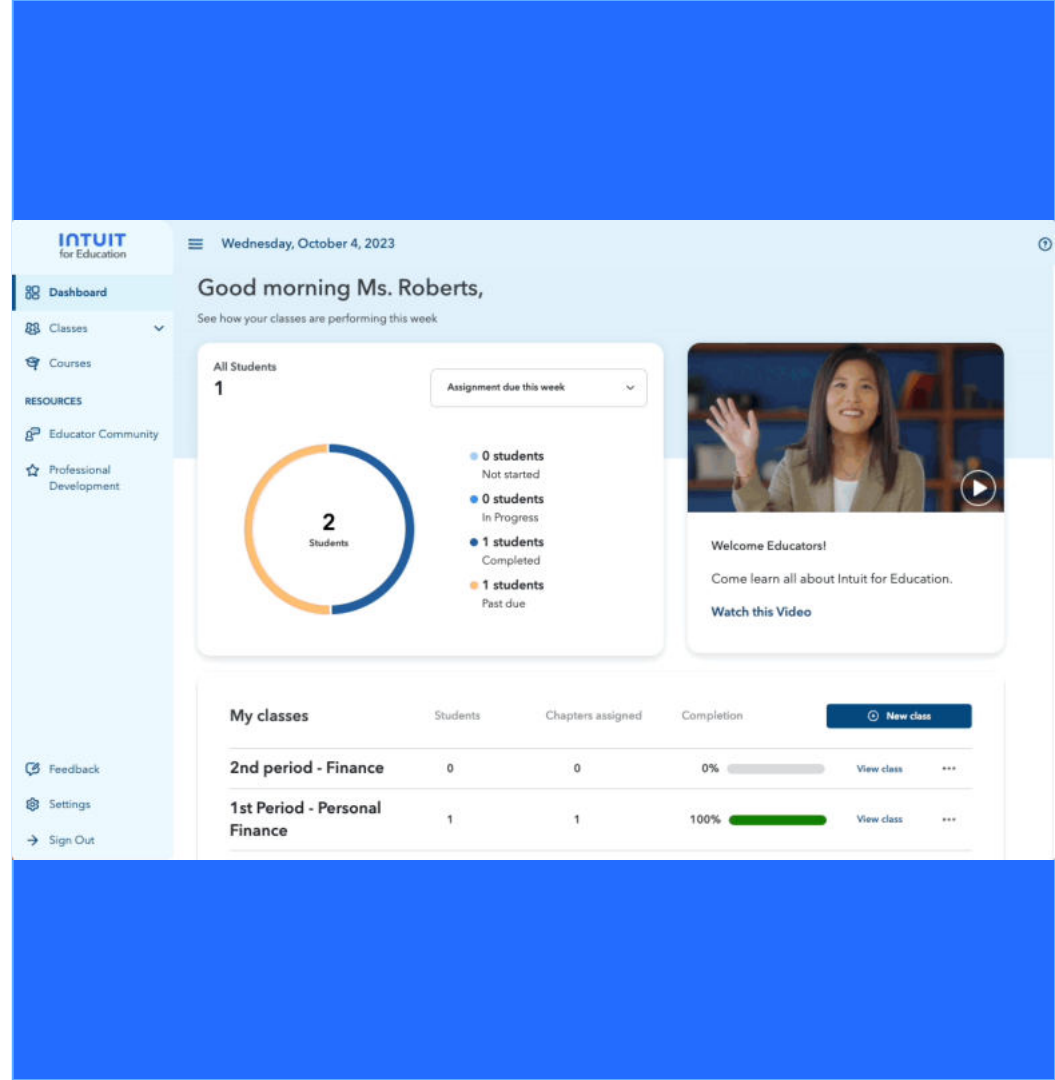 INTUIT
for Education
Dashboard
Classes
Courses
RESOURCES
Educator Community
Professional
Development
Feedback
Settings
Sign Out
Wednesday, October 4, 2023
Good morning Ms. Roberts,
See how your classes are performing this week
All Students
1
Assignment due this week
2
Students
0 students
Not started
0 students
In Progress
1 students
Completed
1 students
Past due
Welcome Educators!
Come learn all about Intuit for Education.
Watch this Video
My classes Students Chapters assigned Completion New class
2nd period - Finance 0 0 0% View class
1st Period - Personal
Finance 1 1 100% View class